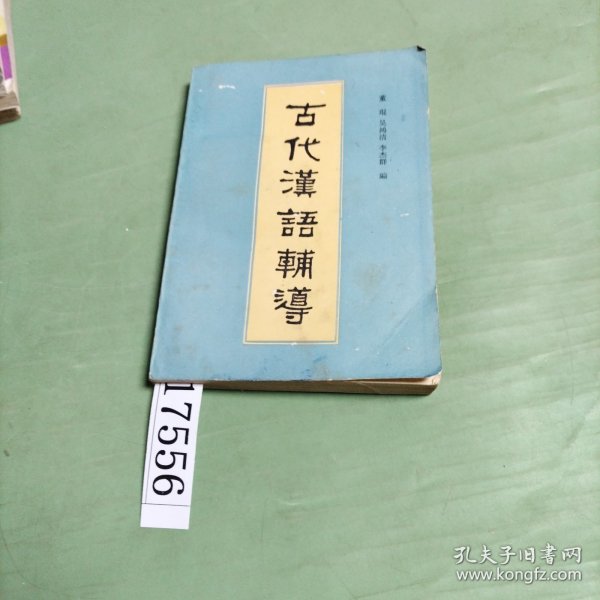 古代漢語輔導
董 琨 吴鴻清 李杰群 編
17556
孔夫子旧书网
www.kongfz.com